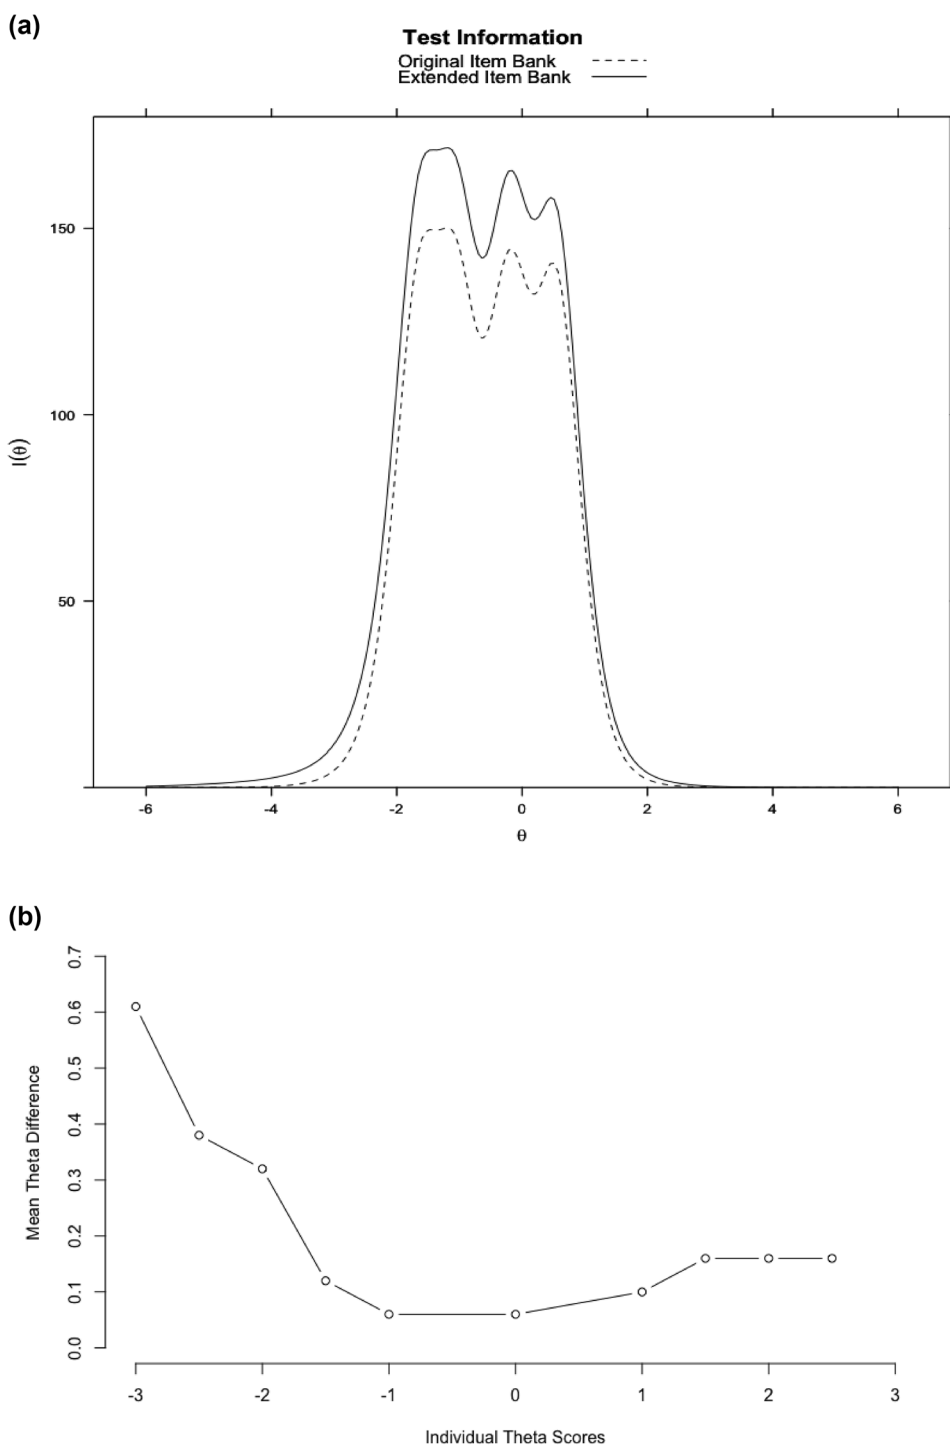 (a)
Test Information
Original Item Bank
Extended Item Bank
150
100
50
I(θ)
-6 -4 -2 0 2 4 6
θ
(b)
0.7
0.6
0.5
0.4
0.3
0.2
0.1
0.0
Mean Theta Difference
-3 -2 -1 0 1 2 3
Individual Theta Scores